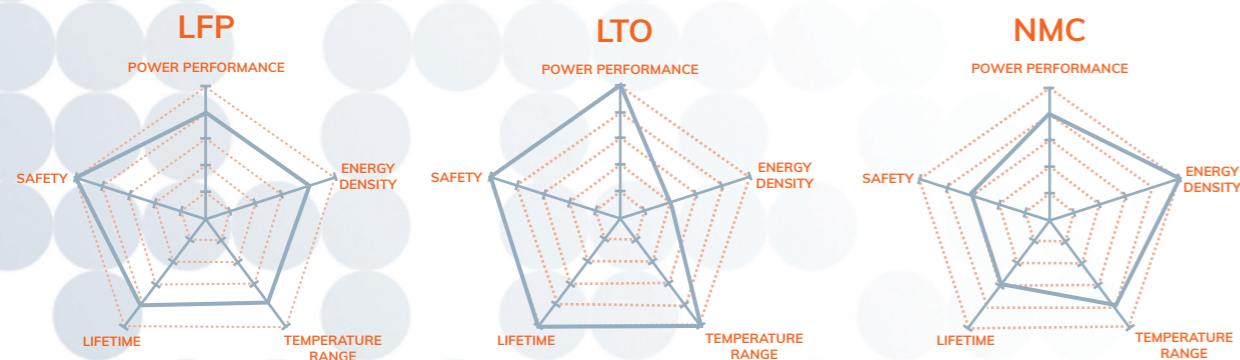 LFP
POWER PERFORMANCE
SAFETY
ENERGY
DENSITY
LIFETIME
TEMPERATURE
RANGE
LTO
POWER PERFORMANCE
SAFETY
ENERGY
DENSITY
LIFETIME
TEMPERATURE
RANGE
NMC
POWER PERFORMANCE
SAFETY
ENERGY
DENSITY
LIFETIME
TEMPERATURE
RANGE